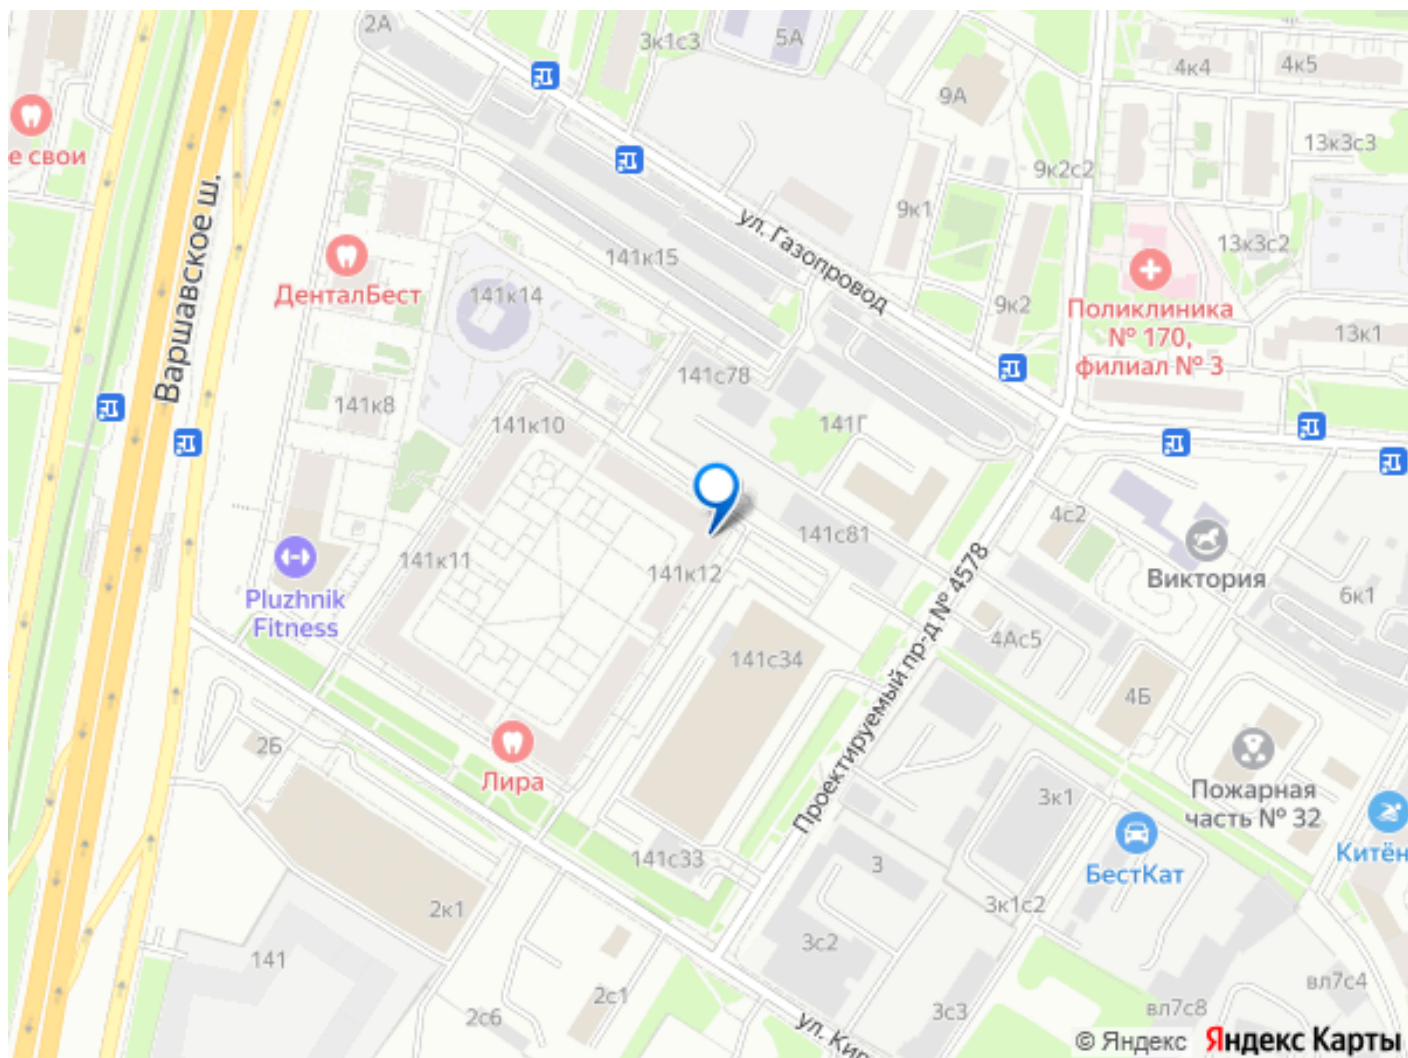 2А
3к1с3
5А
4к4
4к5
9А
е свои
13к3с3
9к2с2
9к1
ул. Газопровод
13к3с2
141к15
Варшавское ш.
ДенталБест
141к14
9к2
Поликлиника
№ 170,
филиал № 3
13к1
141с78
141к8
141к10
141Г
4с2
141с81
141к11
141к12
Виктория
6к1
Pluzhnik
Fitness
Проектируемый пр-д № 4578
4Ас5
141с34
4Б
2Б
Лира
Пожарная
часть № 32
3к1
141с33
3
БестКат
Китён
2к1
3к1с2
3с2
141
2с1
вл7с4
2с6
3с3
вл7с8
ул. Кир
© Яндекс Яндекс Карты